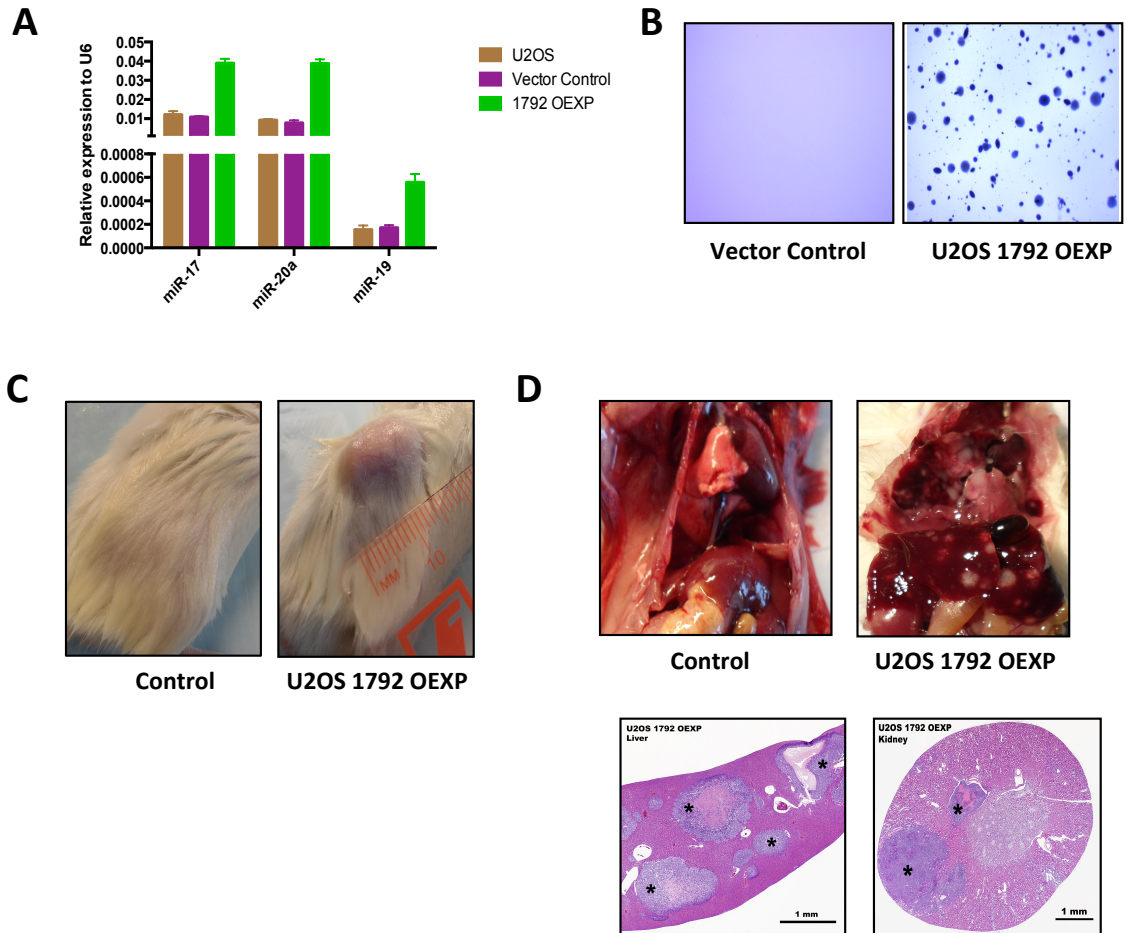 A
Relative expression to U6
0.05
0.04
0.03
0.02
0.01
0.0008
0.0006
0.0004
0.0002
0.0000
miR-17
miR-20a
miR-19
U2OS
Vector Control
1792 OEXP
B
Vector Control
U2OS 1792 OEXP
C
MM
10
Control
U2OS 1792 OEXP
D
Control
U2OS 1792 OEXP
U2OS 1792 OEXP
Liver
*
*
*
*
1 mm
U2OS 1792 OEXP
Kidney
*
*
1 mm